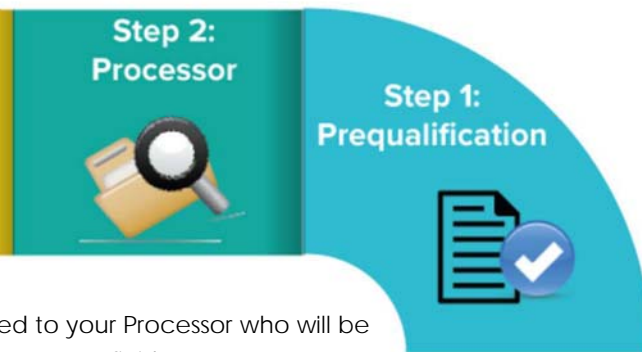 Step 2:
Processor
Step 1:
Prequalification
ed to your Processor who will be